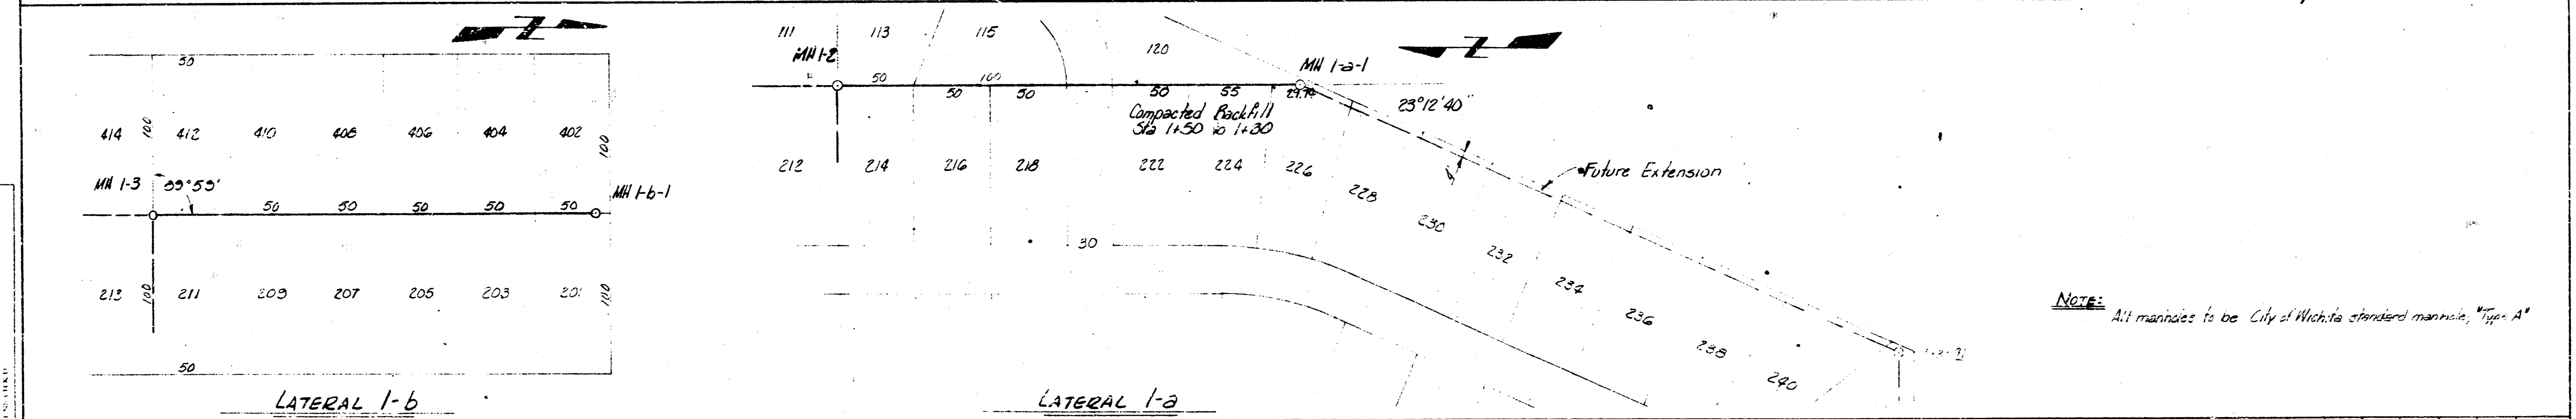 50
414 100 412 410 408 406 404 402 100
MH 1-3 89°59'
50 50 50 50 50 MH 1-b-1
213 100 211 209 207 205 203 201 100
50
LATERAL 1-b
111 113 115 120
MH 1-2 MH 1-a-1
50 160
50 50 50 55 29.74
23°12'40"
Compacted Backfill
Sta 1+50 to 1+30
212 214 216 218 222 224 226
228
230
232
234
236
238
240
Future Extension
30
LATERAL 1-a
NOTE:
All manholes to be City of Wichita standard manhole, "Type A"